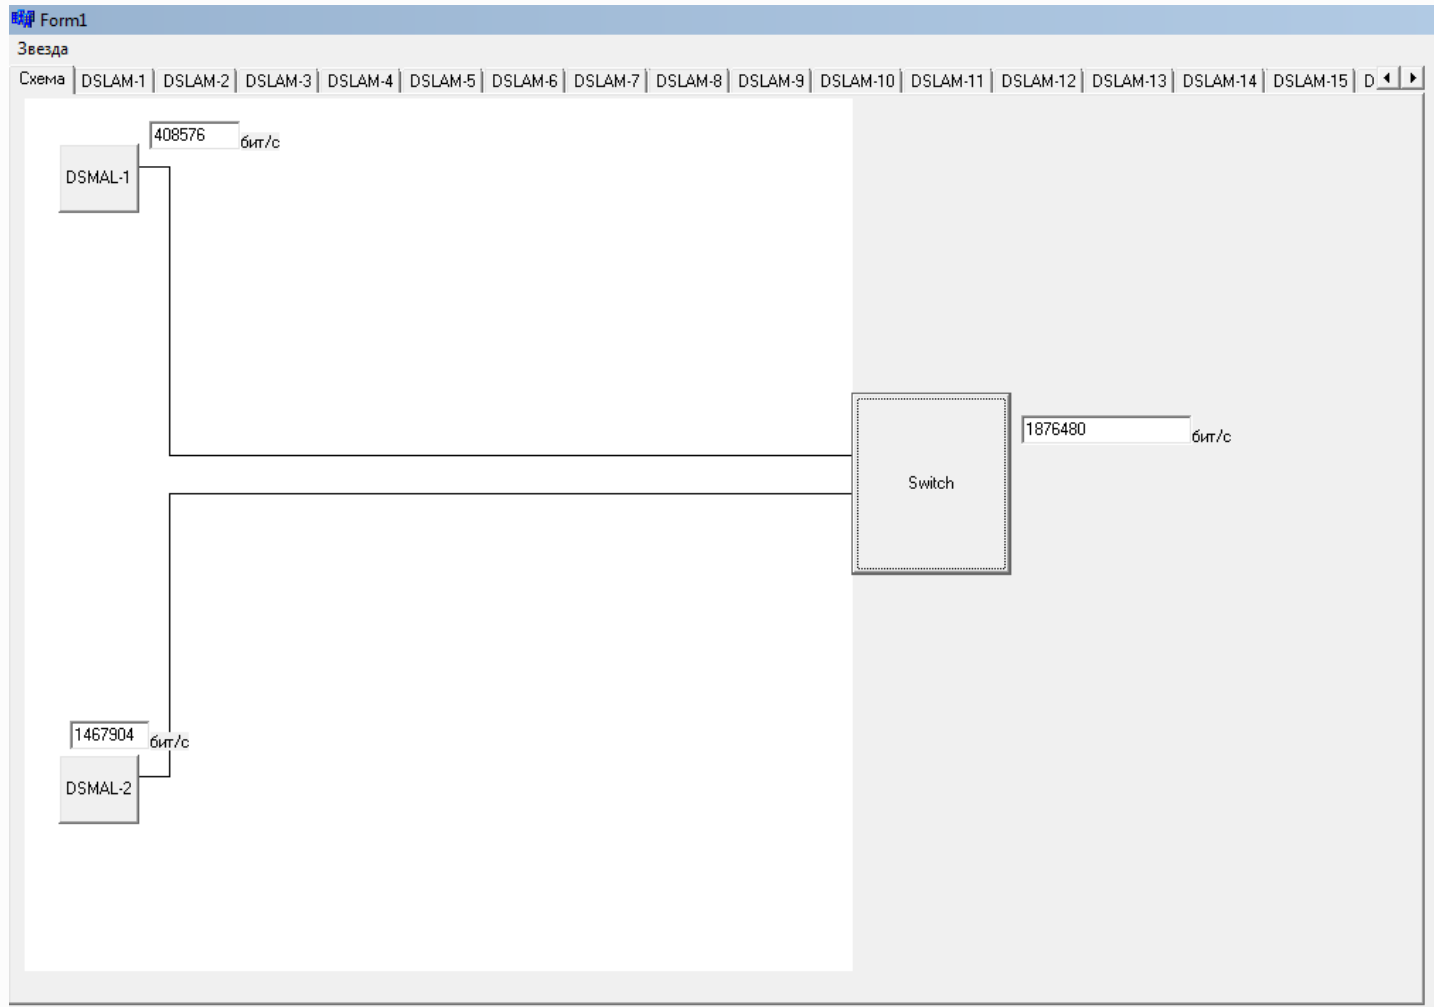 Form1
Звезда
Схема DSLAM-1 DSLAM-2 DSLAM-3 DSLAM-4 DSLAM-5 DSLAM-6 DSLAM-7 DSLAM-8 DSLAM-9 DSLAM-10 DSLAM-11 DSLAM-12 DSLAM-13 DSLAM-14 DSLAM-15 D
408576 бит/с
DSMAL-1
1876480 бит/с
Switch
1467904 бит/с
DSMAL-2